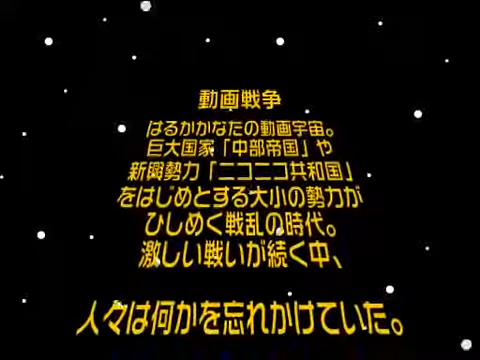 動画戦争
はるかかなたの動画宇宙。
巨大国家「中部帝国」や
新興勢力「ニコニコ共和国」
をはじめとする大小の勢力が
ひしめく戦乱の時代。
激しい戦いが続く中、
人々は何かを忘れかけていた。